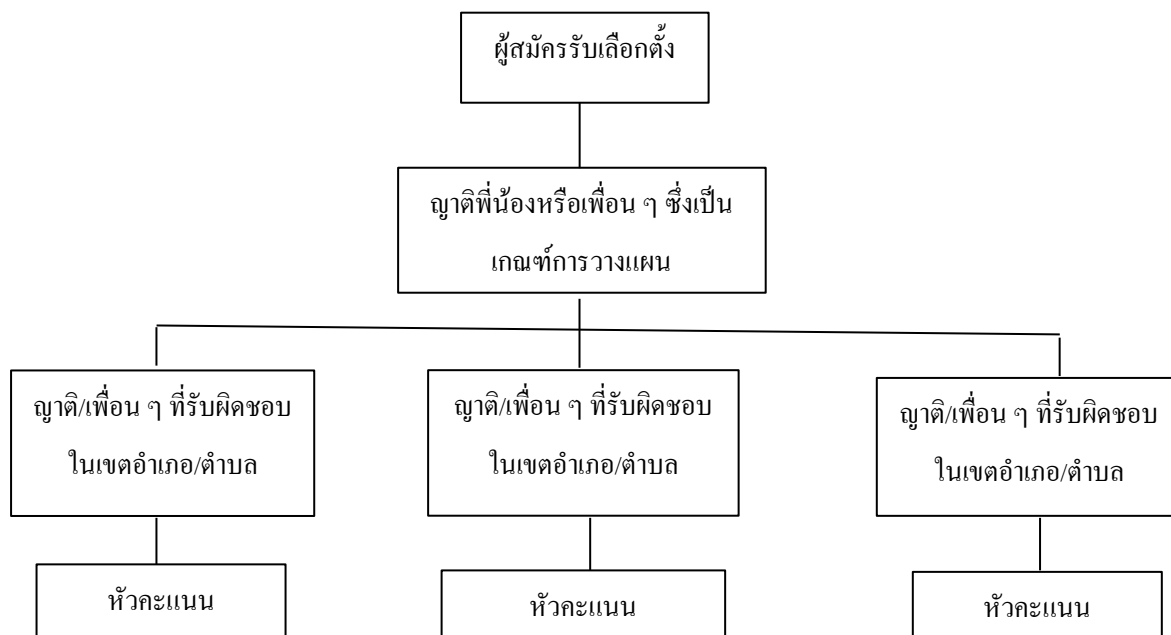 ผู้สมัครรับเลือกตั้ง
ญาติพี่น้องหรือเพื่อน ๆ ซึ่งเป็น
เกณฑ์การวางแผน
ญาติ/เพื่อน ๆ ที่รับผิดชอบ
ในเขตอำเภอ/ตำบล
ญาติ/เพื่อน ๆ ที่รับผิดชอบ
ในเขตอำเภอ/ตำบล
ญาติ/เพื่อน ๆ ที่รับผิดชอบ
ในเขตอำเภอ/ตำบล
หัวคะแนน
หัวคะแนน
หัวคะแนน